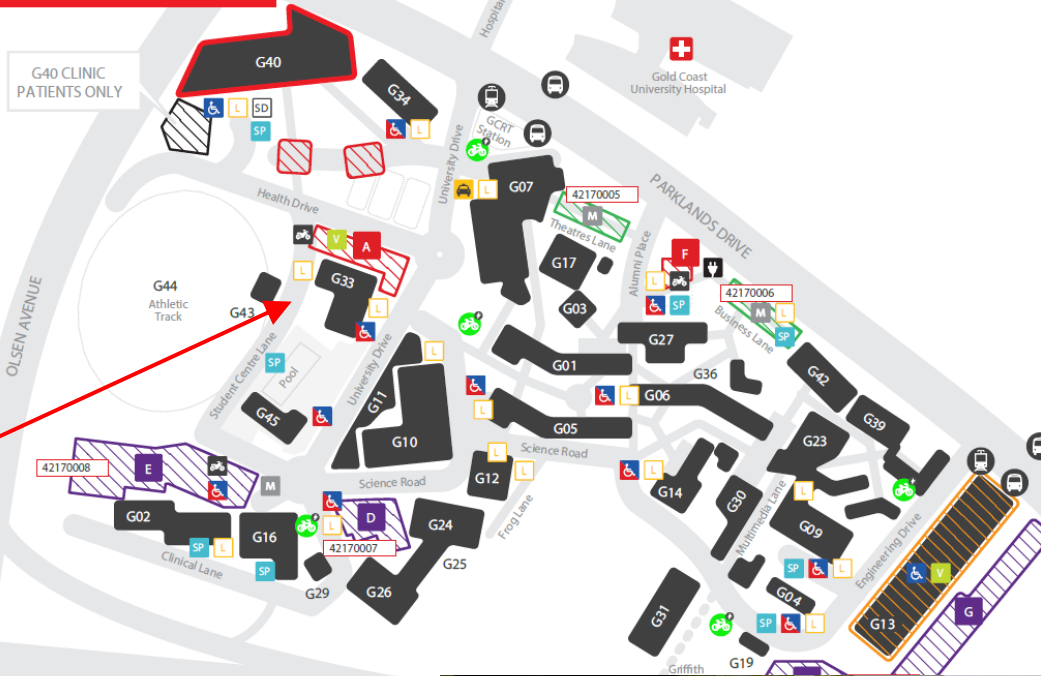 G40 CLINIC
PATIENTS ONLY
G40
G34
L
SD
SP
L
Hospital
Gold Coast
University Hospital
GCRT
Station
University Drive
L
G07
42170005
M
Theatres Lane
PARKLANDS DRIVE
Health Drive
V
A
L
G33
L
G17
G03
Alumni Place
F
L
SP
42170006
M
L
SP
Business Lane
OLSEN AVENUE
G44
Athletic
Track
G43
Student Centre Lane
SP
Pool
University Drive
L
G11
G10
G45
G01
G27
G36
L
G06
G42
G39
L
G05
Science Road
G23
42170008
E
M
Science Road
L
G12
L
L
G14
G30
Multimedia Lane
L
G09
Engineering Drive
G02
SP
L
G16
SP
Clinical Lane
L
D
42170007
G24
G25
Frog Lane
G29
G26
SP
L
V
G
G31
G04
SP
L
G13
G19
Griffith